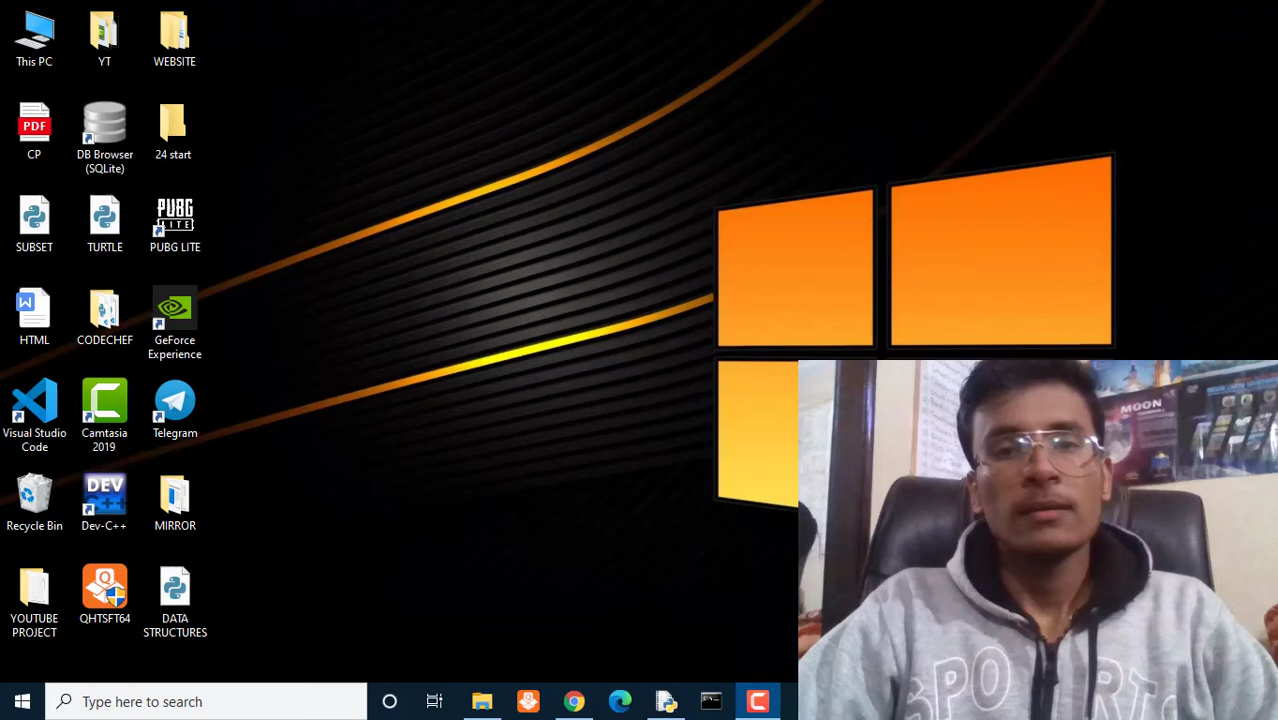 This PC
YT
WEBSITE
PDF
CP
DB Browser
(SQLite)
24 start
SUBSET
TURTLE
PUBG
LITE
PUBG LITE
W
HTML
CODECHEF
GeForce
Experience
Visual Studio
Code
Camtasia
2019
Telegram
Recycle Bin
DEV
C++
Dev-C++
MIRROR
YOUTUBE
PROJECT
Q
QHTSFT64
DATA
STRUCTURES
MOON
SPORTS
Type here to search